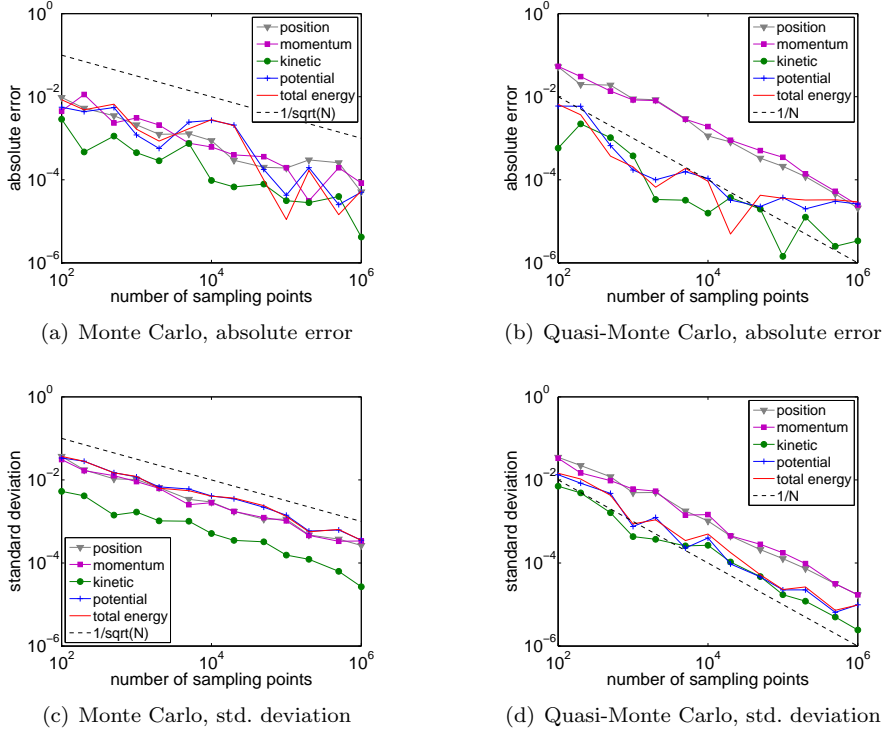 10^0
10^−2
10^−4
10^−6
absolute error
position
momentum
kinetic
potential
total energy
1/sqrt(N)
10^2
10^4
10^6
number of sampling points
(a) Monte Carlo, absolute error
10^0
10^−2
10^−4
10^−6
absolute error
position
momentum
kinetic
potential
total energy
1/N
10^2
10^4
10^6
number of sampling points
(b) Quasi-Monte Carlo, absolute error
10^0
10^−2
10^−4
10^−6
standard deviation
position
momentum
kinetic
potential
total energy
1/sqrt(N)
10^2
10^4
10^6
number of sampling points
(c) Monte Carlo, std. deviation
10^0
10^−2
10^−4
10^−6
standard deviation
position
momentum
kinetic
potential
total energy
1/N
10^2
10^4
10^6
number of sampling points
(d) Quasi-Monte Carlo, std. deviation